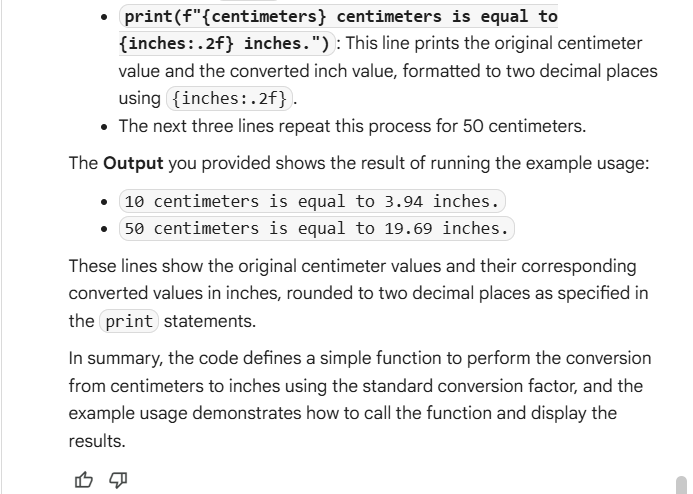 • print(f"{centimeters} centimeters is equal to
{inches:.2f} inches.") : This line prints the original centimeter
value and the converted inch value, formatted to two decimal places
using {inches:.2f} .
• The next three lines repeat this process for 50 centimeters.
The Output you provided shows the result of running the example usage:
• 10 centimeters is equal to 3.94 inches.
• 50 centimeters is equal to 19.69 inches.
These lines show the original centimeter values and their corresponding
converted values in inches, rounded to two decimal places as specified in
the print statements.
In summary, the code defines a simple function to perform the conversion
from centimeters to inches using the standard conversion factor, and the
example usage demonstrates how to call the function and display the
results.